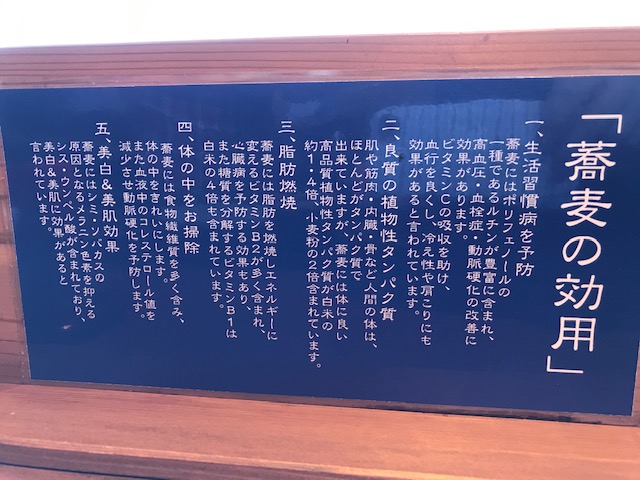 「蕎麦の効用」
一、生活習慣病を予防
蕎麦にはポリフェノールの
一種であるルチンが豊富に含まれ、
高血圧・血栓症・動脈硬化の改善に
効果があります。
ビタミンCの吸収を助け、
血行を良くし、冷え性や肩こりにも
効果があると言われています。
二、良質の植物性タンパク質
肌や筋肉・内臓・骨など人間の体は、
ほとんどがタンパク質で
出来ていますが、蕎麦には体に良い
高品質植物性タンパク質が白米の
約1・4倍、小麦粉の2倍含まれています。
三、脂肪燃焼
蕎麦には脂肪を燃焼しエネルギーに
変えるビタミンB2が多く含まれ、
心臓病を予防する効果もあり、
また糖質を分解するビタミンB1は
白米の4倍も含まれています。
四、体の中をお掃除
蕎麦には食物繊維質を多く含み、
体の中をきれいにします。
また血液中のコレステロール値を
減少させ動脈硬化を予防します。
五、美白&美肌効果
蕎麦にはシミ・ソバカスの
原因となるメラニン色素を抑える
シス・ウンベル酸が含まれており、
美白&美肌に効果があると
言われています。